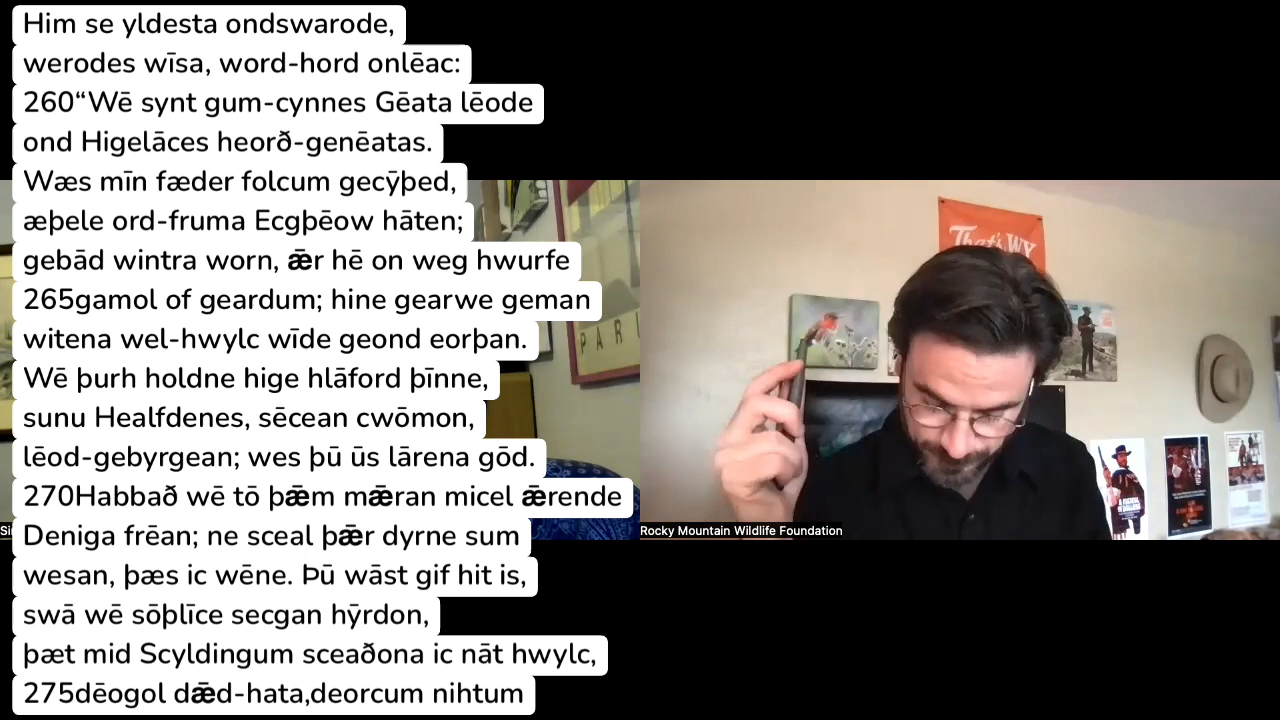 Him se yldesta ondswarode,
werodes wīsa, word-hord onlēac:
260“Wē synt gum-cynnes Gēata lēode
ond Higelāces heorð-genēatas.
Wæs mīn fæder folcum gecȳþed,
æþele ord-fruma Ecgþēow hāten;
gebād wintra worn, ǣr hē on weg hwurfe
265gamol of geardum; hine gearwe geman
witena wel-hwylc wīde geond eorþan.
Wē þurh holdne hige hlāford þīnne,
sunu Healfdenes, sēcean cwōmon,
lēod-gebyrgean; wes þū ūs lārena gōd.
270Habbað wē tō þǣm mǣran micel ǣrende
Deniga frēan; ne sceal þǣr dyrne sum
wesan, þæs ic wēne. Þū wāst gif hit is,
swā wē sōþlīce secgan hȳrdon,
þæt mid Scyldingum sceaðona ic nāt hwylc,
275dēogol dǣd-hata,deorcum nihtum
That's WY
PARI
Rocky Mountain Wildlife Foundation